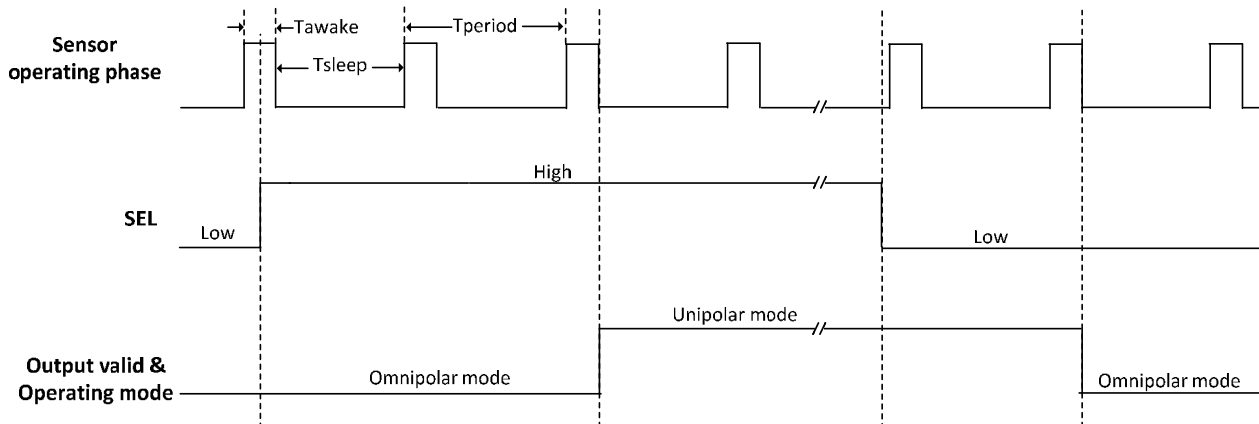 Tawake
Tperiod
Sensor
operating phase
Tsleep
High
SEL
Low
Low
Unipolar mode
Output valid &
Operating mode
Omnipolar mode
Omnipolar mode